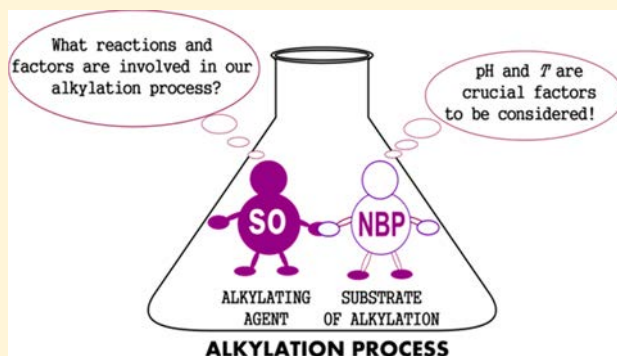 What reactions and
factors are involved in our
alkylation process?
pH and T are
crucial factors
to be considered!
SO
NBP
ALKYLATING
AGENT
SUBSTRATE
OF ALKYLATION
ALKYLATION PROCESS